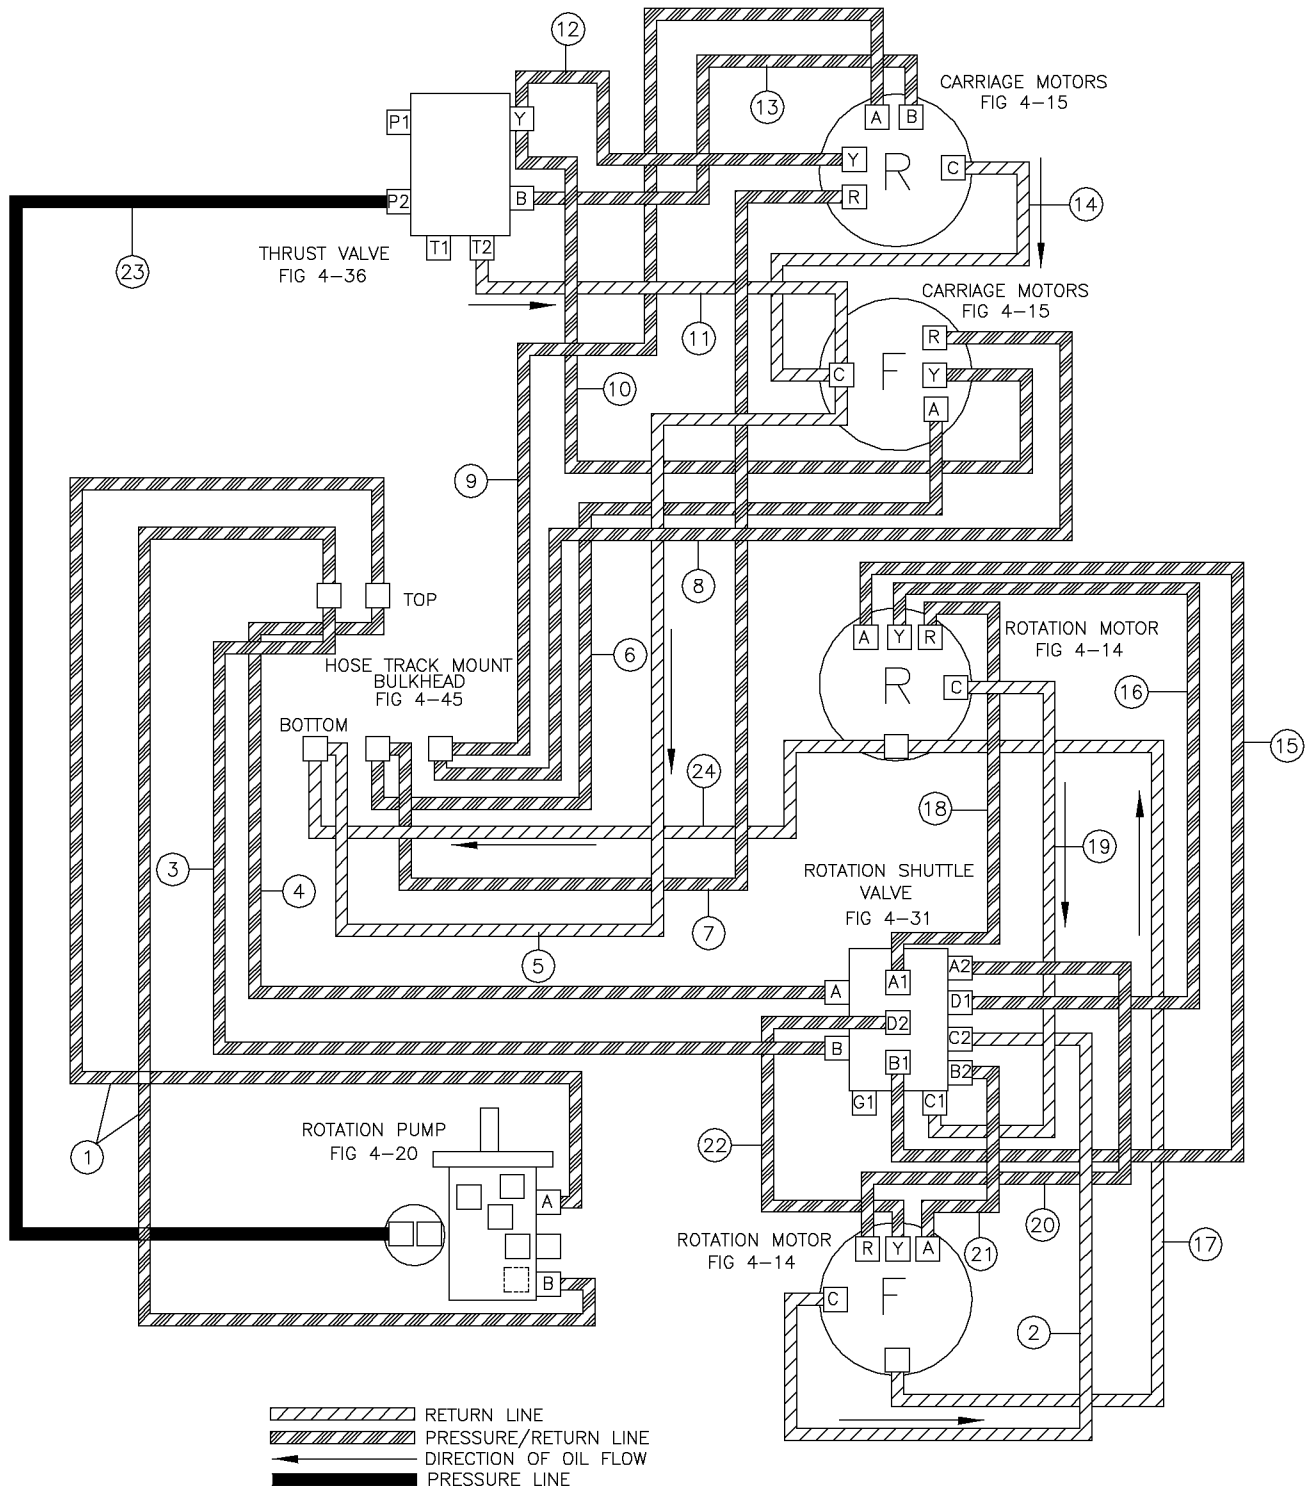 12
13
CARRIAGE MOTORS
FIG 4-15
P1
Y
A
B
Y
R
C
R
P2
B
14
T1
T2
THRUST VALVE
FIG 4-36
23
CARRIAGE MOTORS
FIG 4-15
11
R
Y
A
C
F
10
9
8
TOP
6
HOSE TRACK MOUNT
BULKHEAD
FIG 4-45
BOTTOM
A
Y
R
ROTATION MOTOR
FIG 4-14
R
C
16
15
24
18
19
3
4
ROTATION SHUTTLE
VALVE
FIG 4-31
7
5
A
A1
A2
D1
D2
C2
B
B1
B2
G1
C1
1
ROTATION PUMP
FIG 4-20
22
A
B
20
21
17
ROTATION MOTOR
FIG 4-14
R
Y
A
C
F
2
RETURN LINE
PRESSURE/RETURN LINE
DIRECTION OF OIL FLOW
PRESSURE LINE